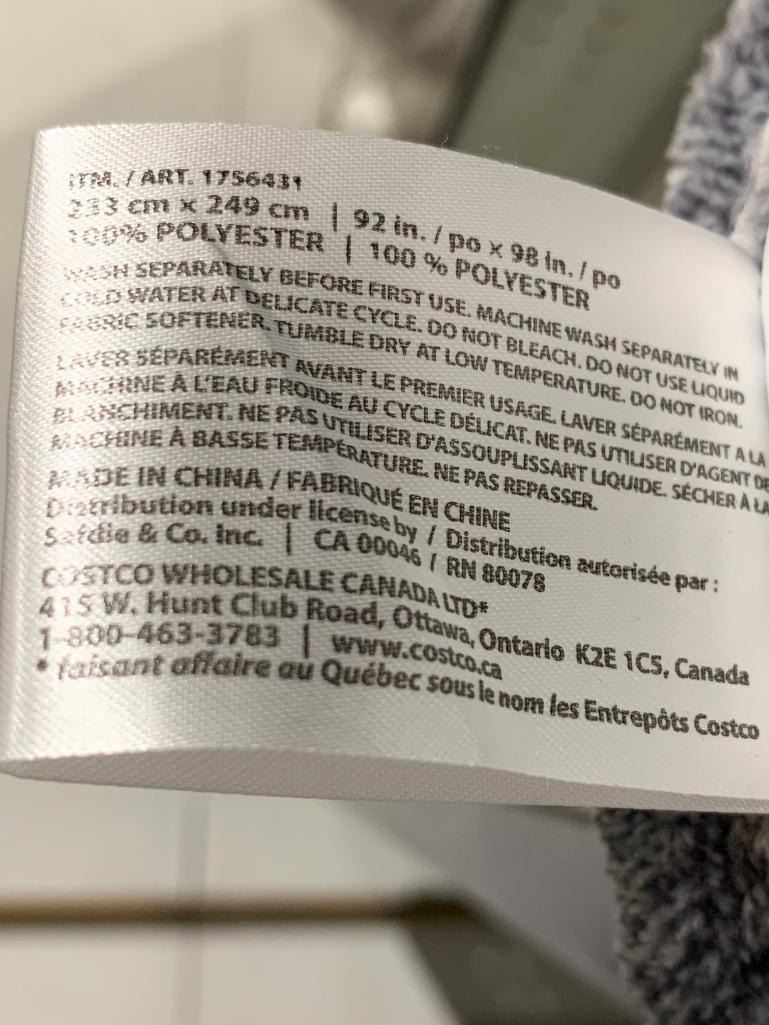 ITM. / ART. 1756431
233 cm x 249 cm | 92 in. / po x 98 in. / po
100% POLYESTER | 100 % POLYESTER
WASH SEPARATELY BEFORE FIRST USE. MACHINE WASH SEPARATELY IN
COLD WATER AT DELICATE CYCLE. DO NOT BLEACH. DO NOT USE LIQUID
FABRIC SOFTENER. TUMBLE DRY AT LOW TEMPERATURE. DO NOT IRON.
LAVER SÉPARÉMENT AVANT LE PREMIER USAGE. LAVER SÉPARÉMENT A LA
MACHINE À L'EAU FROIDE AU CYCLE DÉLICAT. NE PAS UTILISER D'AGENT DE
BLANCHIMENT. NE PAS UTILISER D'ASSOUPLISSANT LIQUIDE. SÉCHER À LA
MACHINE À BASSE TEMPÉRATURE. NE PAS REPASSER.
MADE IN CHINA / FABRIQUÉ EN CHINE
Distribution under license by / Distribution autorisée par :
Safdie & Co. Inc. | CA 00046 / RN 80078
COSTCO WHOLESALE CANADA LTD*
415 W. Hunt Club Road, Ottawa, Ontario K2E 1C5, Canada
1-800-463-3783 | www.costco.ca
* faisant affaire au Québec sous le nom les Entrepôts Costco